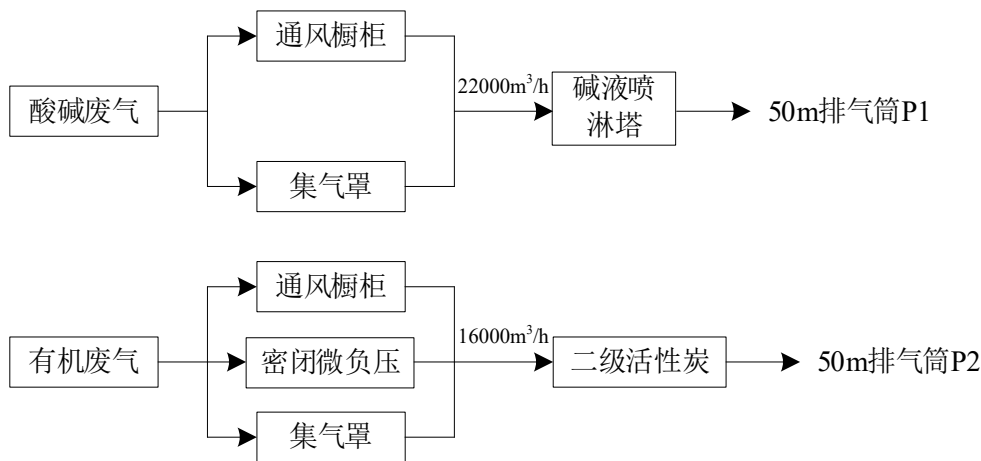 通风橱柜
酸碱废气
22000m³/h
碱液喷
淋塔
50m排气筒P1
集气罩
通风橱柜
有机废气
密闭微负压
16000m³/h
二级活性炭
50m排气筒P2
集气罩